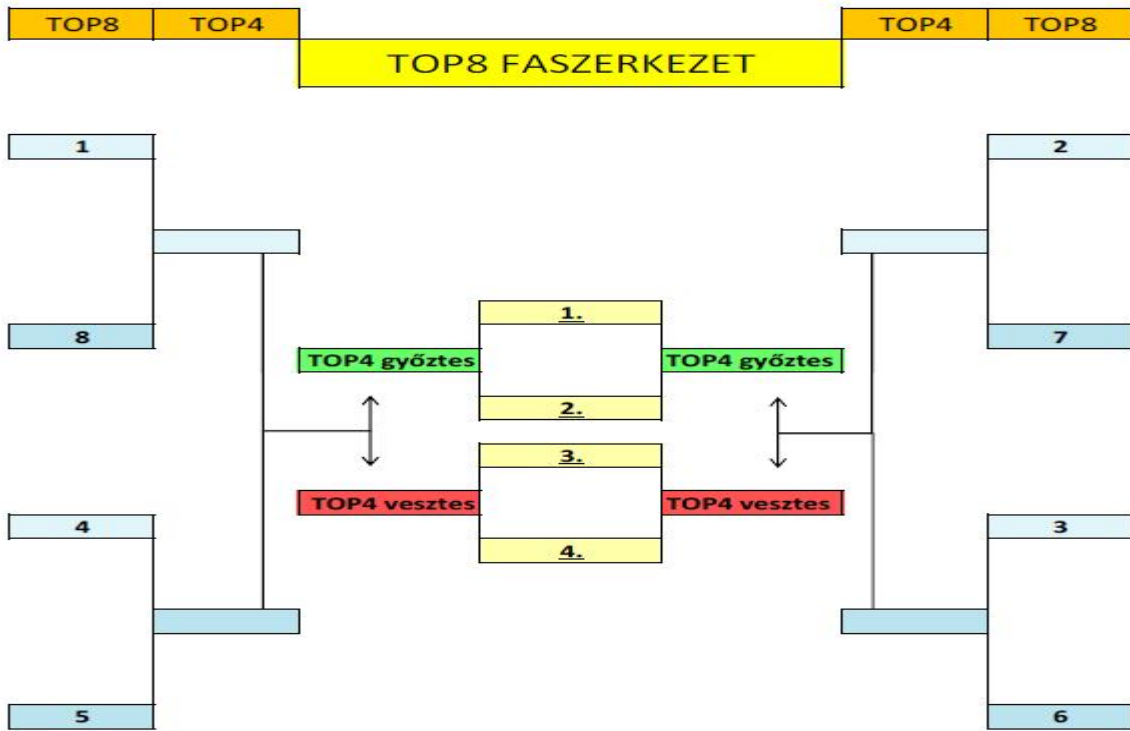 TOP8 TOP4 TOP4 TOP8
TOP8 FASZERKEZET
1 2
1.
8 7
TOP4 győztes TOP4 győztes
2.
3.
TOP4 vesztes TOP4 vesztes
4 3
4.
5 6